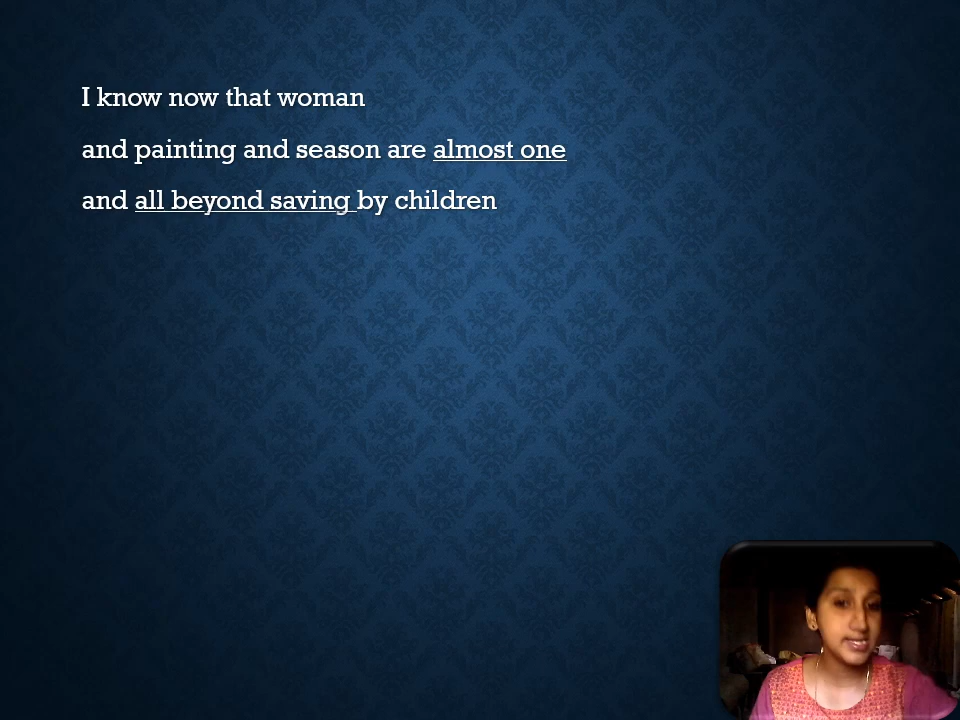 I know now that woman
and painting and season are almost one
and all beyond saving by children